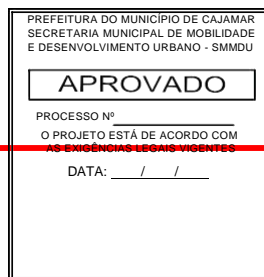 PREFEITURA DO MUNICÍPIO DE CAJAMAR
SECRETARIA MUNICIPAL DE MOBILIDADE
E DESENVOLVIMENTO URBANO - SMMDU
APROVADO
PROCESSO Nº
O PROJETO ESTÁ DE ACORDO COM
AS EXIGÊNCIAS LEGAIS VIGENTES
DATA: / /